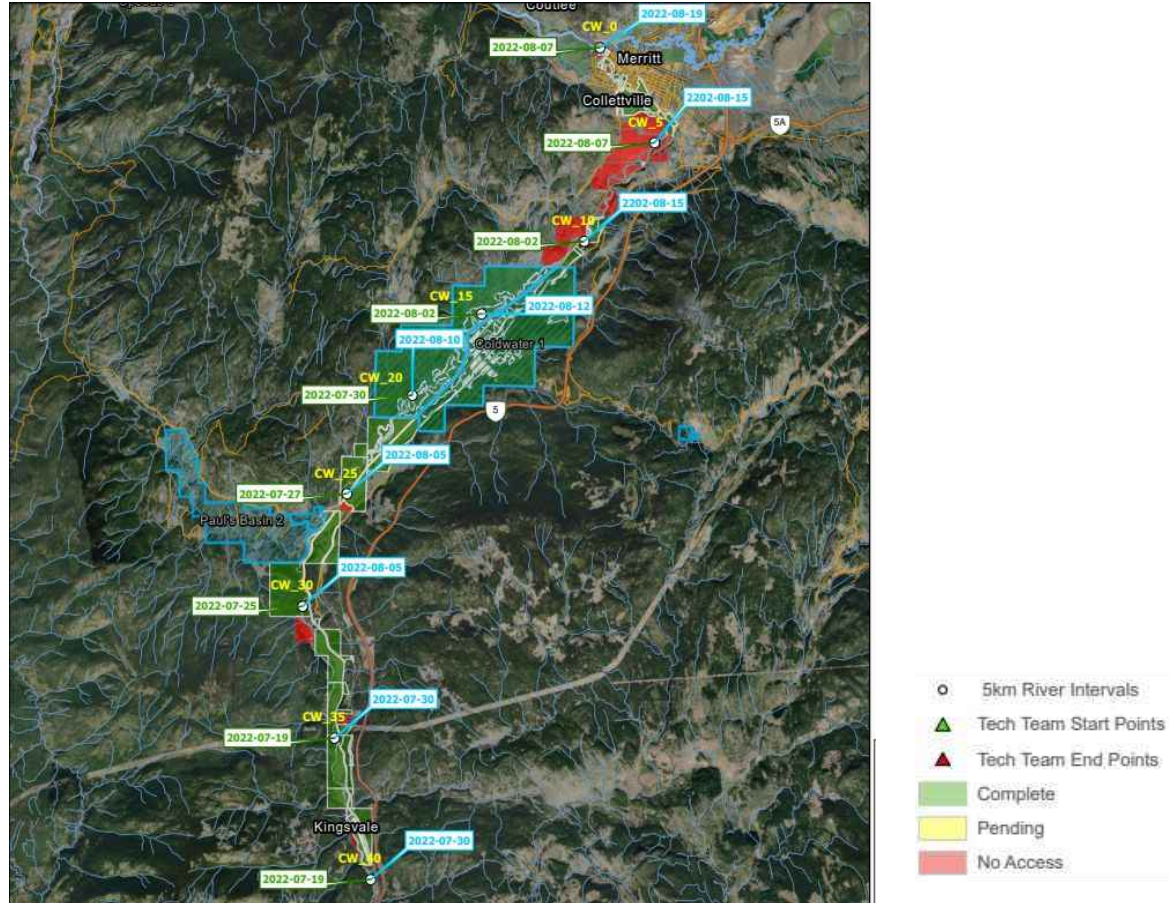 Coutlee
2022-08-19
CW_0
2022-08-07
Merritt
Collettville
2202-08-15
CW_5
5A
2022-08-07
2202-08-15
CW_10
2022-08-02
CW_15
2022-08-12
2022-08-02
2022-08-10
Coldwater 1
CW_20
2022-07-30
5
2022-08-05
CW_25
2022-07-27
Paul's Basin 2
2022-08-05
CW_30
2022-07-25
2022-07-30
CW_35
2022-07-19
Kingsvale
2022-07-30
CW_40
2022-07-19
5km River Intervals
Tech Team Start Points
Tech Team End Points
Complete
Pending
No Access